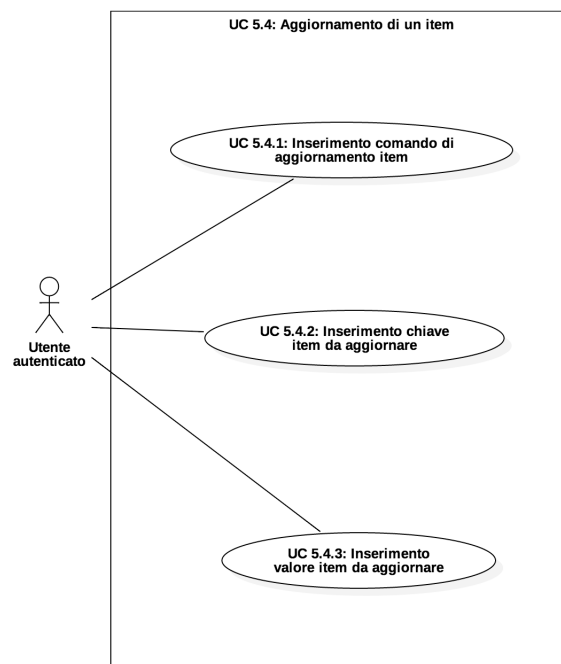 UC 5.4: Aggiornamento di un item
UC 5.4.1: Inserimento comando di
aggiornamento item
UC 5.4.2: Inserimento chiave
item da aggiornare
Utente
autenticato
UC 5.4.3: Inserimento
valore item da aggiornare